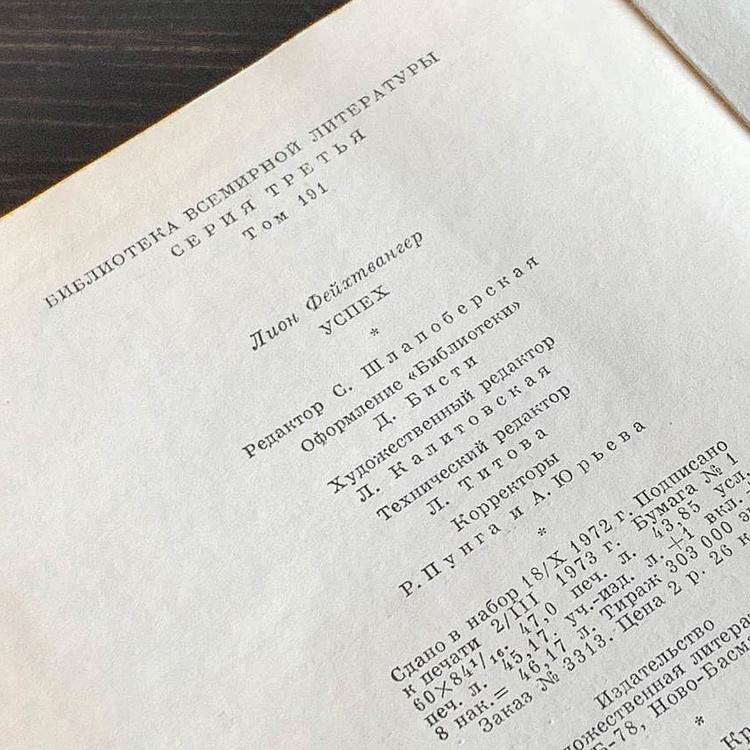 БИБЛИОТЕКА ВСЕМИРНОЙ ЛИТЕРАТУРЫ
СЕРИЯ ТРЕТЬЯ
Том 191
Лион Фейхтвангер
УСПЕХ
*
Редактор С. Шлапоберская
Оформление «Библиотеки»
Д. Бисти
Художественный редактор
Л. Калитовская
Технический редактор
Л. Титова
Корректоры
Р. Пунга и А. Юрьева
*
Сдано в набор 18/X 1972 г. Подписано
к печати 2/III 1973 г. Бумага № 1
60×84¹/₁₆. 47,0 печ. л. 43,85 усл.
печ. л. 45,17. уч.-изд. л. +1 вкл.
8 нак.= 46,17 л. Тираж 303 000
Заказ № 3313. Цена 2 р. 26 к
Издательство
-78, Ново-Басм
*